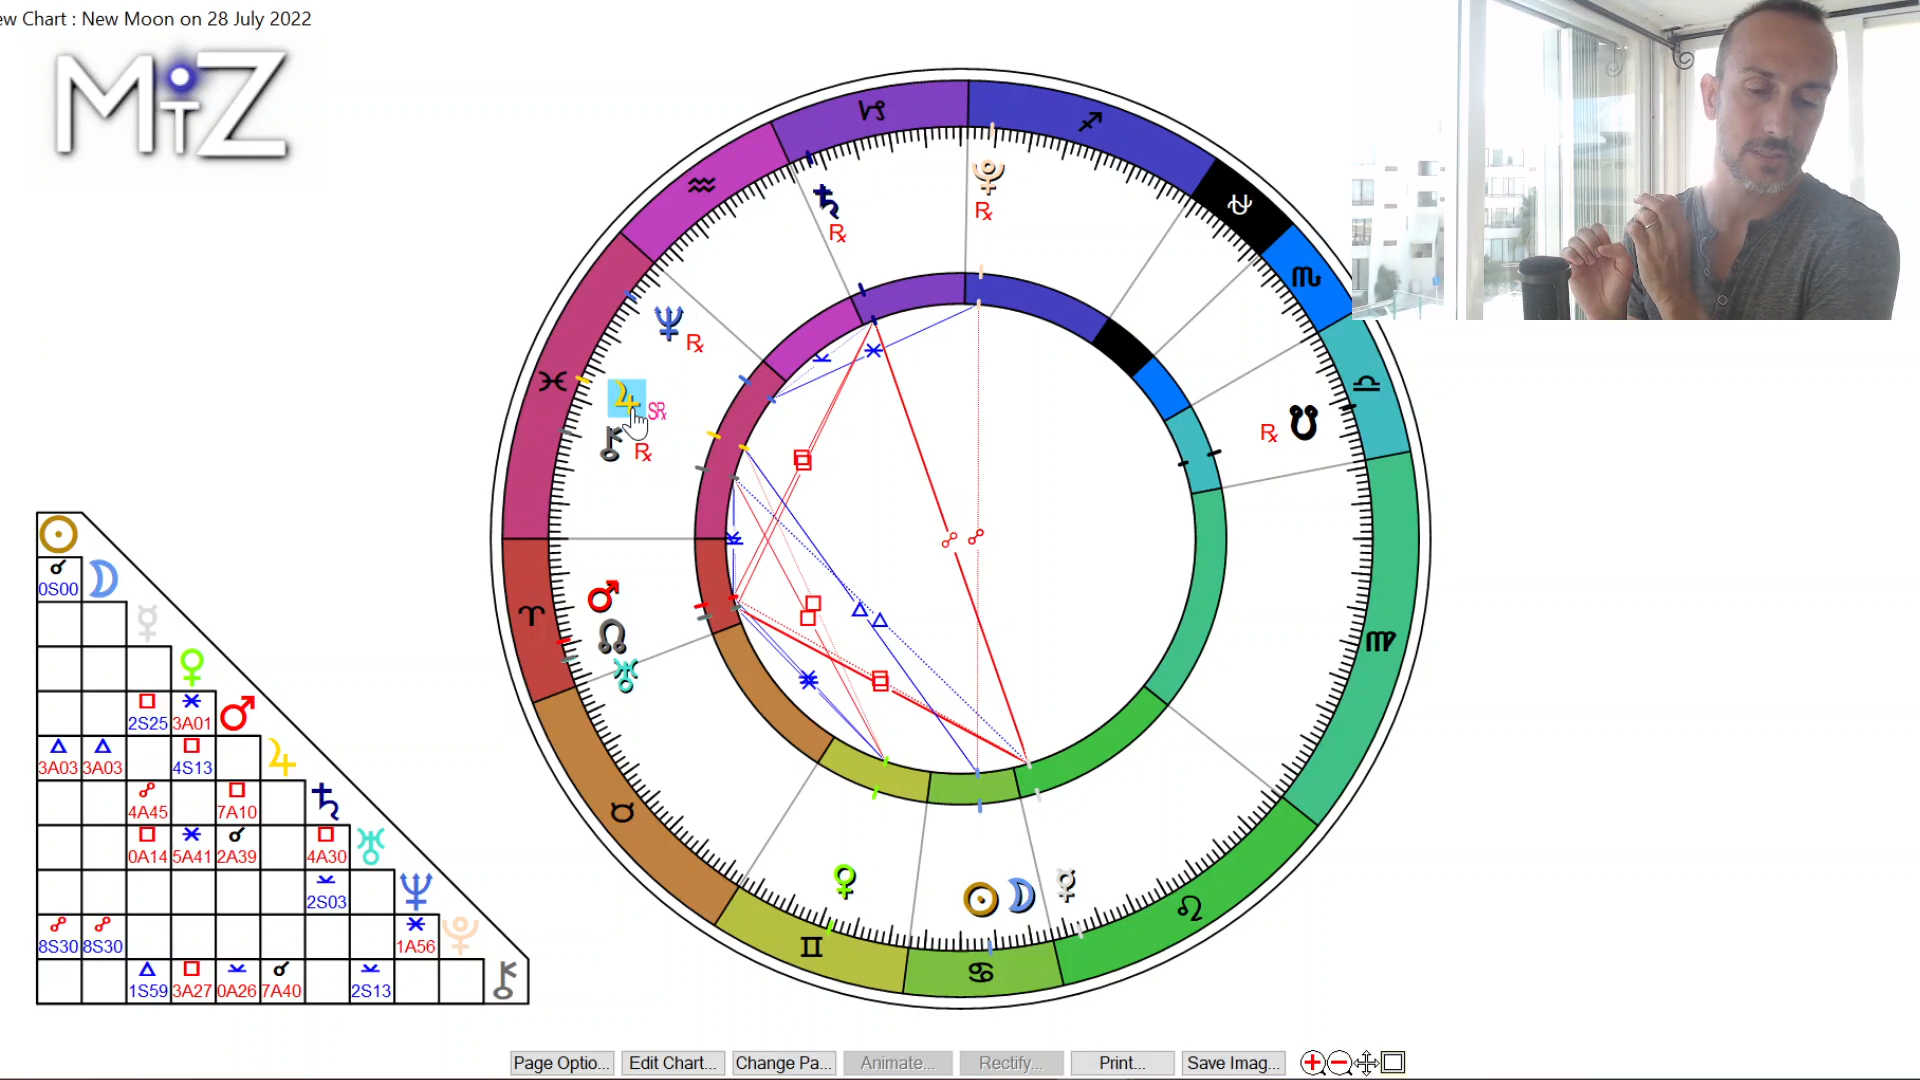 ew Chart : New Moon on 28 July 2022
MTZ
Rx
Rx
Rx
SRx
Rx
Rx
0S00
2S25 3A01
3A03 3A03 4S13
4A45 7A10
0A14 5A41 2A39 4A30
2S03
8S30 8S30 1A56
1S59 3A27 0A26 7A40 2S13
Page Optio... Edit Chart... Change Pa... Animate... Rectify... Print... Save Imag...